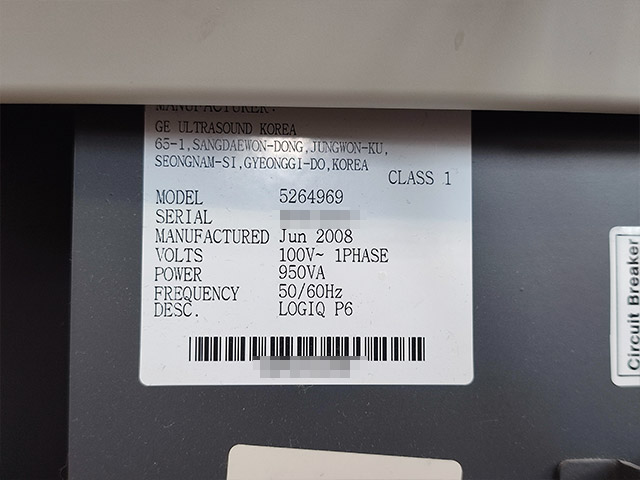 MANUFACTURER:
GE ULTRASOUND KOREA
65-1,SANGDAEWON-DONG,JUNGWON-KU,
SEONGNAM-SI,GYEONGGI-DO,KOREA
CLASS 1
MODEL 5264969
SERIAL
MANUFACTURED Jun 2008
VOLTS 100V~ 1PHASE
POWER 950VA
FREQUENCY 50/60Hz
DESC. LOGIQ P6
Circuit Breaker